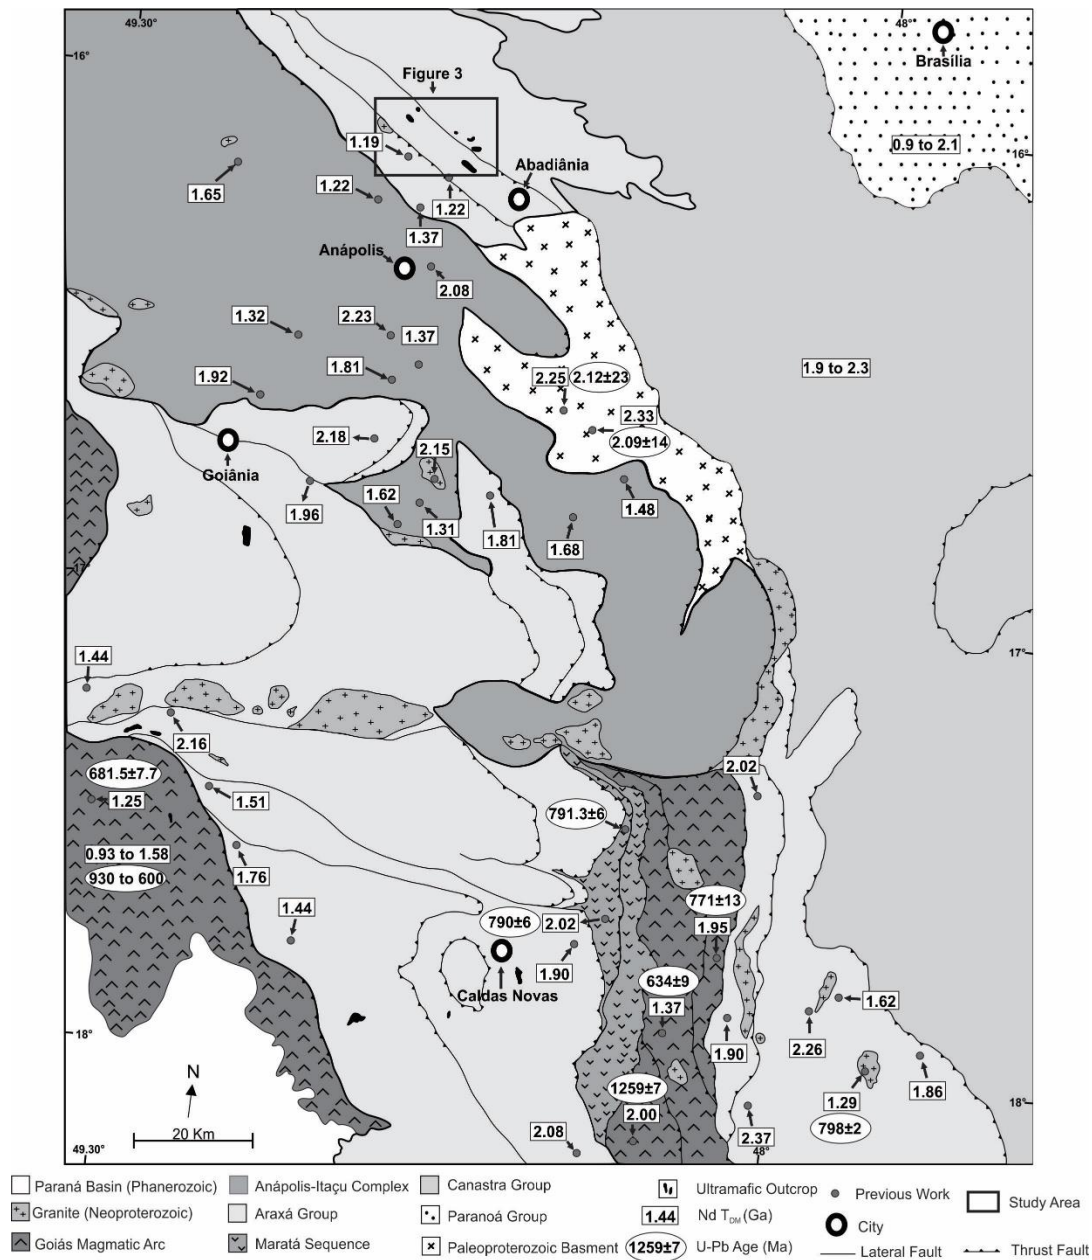 49.30° 48°
16°
Brasília
Figure 3
1.19
0.9 to 2.1
16°
1.65
Abadiânia
1.22
1.22
1.37
Anápolis
2.08
1.32
2.23
1.37
1.9 to 2.3
1.81
2.25
2.12±23
1.92
2.33
2.18
2.09±14
2.15
Goiânia
1.96
1.62
1.31
1.81
1.48
1.68
17°
17°
1.44
2.16
2.02
681.5±7.7
1.25
1.51
791.3±6
0.93 to 1.58
930 to 600
1.76
771±13
1.44
790±6
2.02
1.95
1.90
Caldas Novas
634±9
1.37
1.62
18°
1.90
2.26
N
1259±7
2.00
1.86
1.29
18°
20 Km
2.08
2.37
798±2
49.30°
48°
Paraná Basin (Phanerozoic)
Granite (Neoproterozoic)
Goiás Magmatic Arc
Anápolis-Itaçu Complex
Araxá Group
Maratá Sequence
Canastra Group
Paranoá Group
Paleoproterozoic Basment
Ultramafic Outcrop
1.44 Nd TDM (Ga)
1259±7 U-Pb Age (Ma)
Previous Work
City
Lateral Fault
Study Area
Thrust Fault